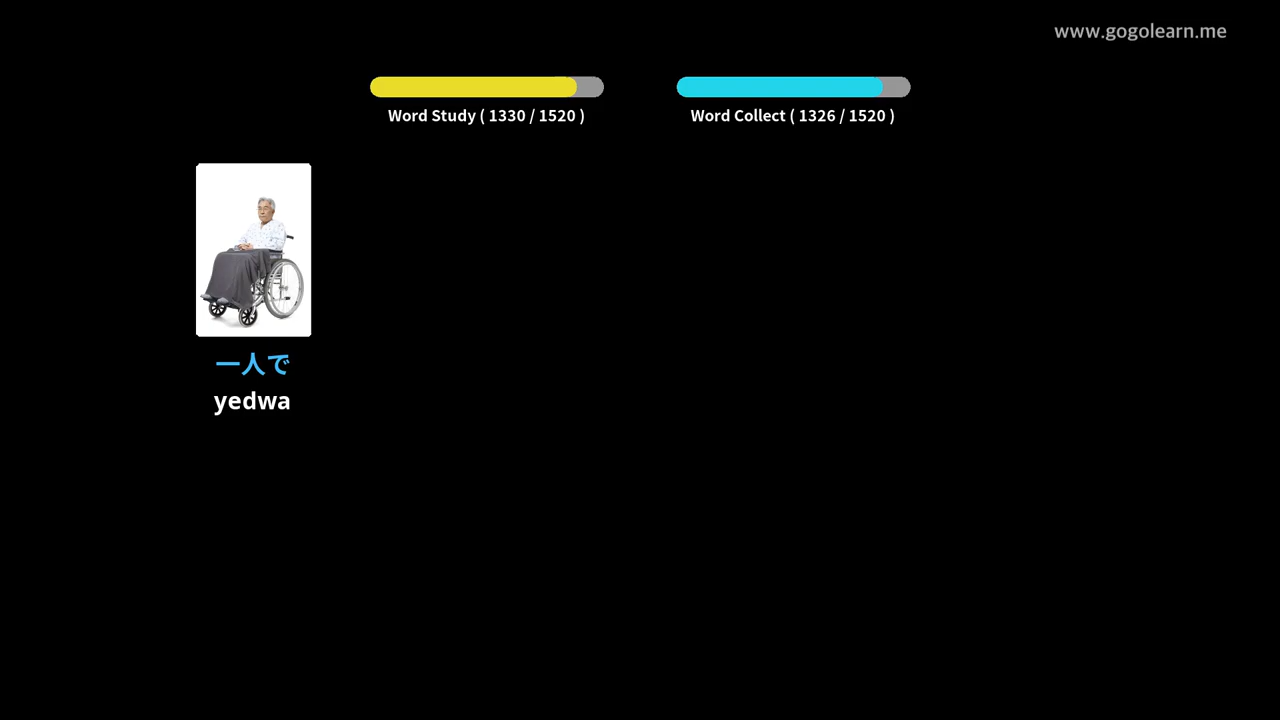 www.gogolearn.me
Word Study ( 1330 / 1520 )
Word Collect ( 1326 / 1520 )
一人で
yedwa